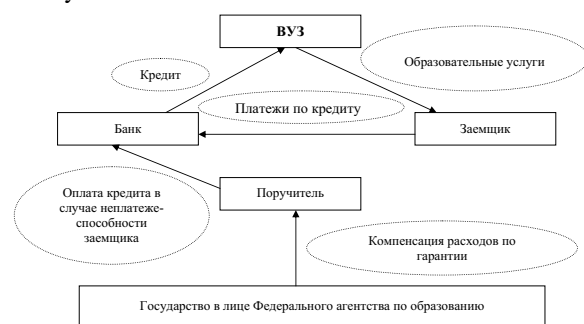 ВУЗ
Образовательные услуги
Кредит
Платежи по кредиту
Банк
Заемщик
Оплата кредита в
случае неплатеже-
способности
заемщика
Поручитель
Компенсация расходов по
гарантии
Государство в лице Федерального агентства по образованию